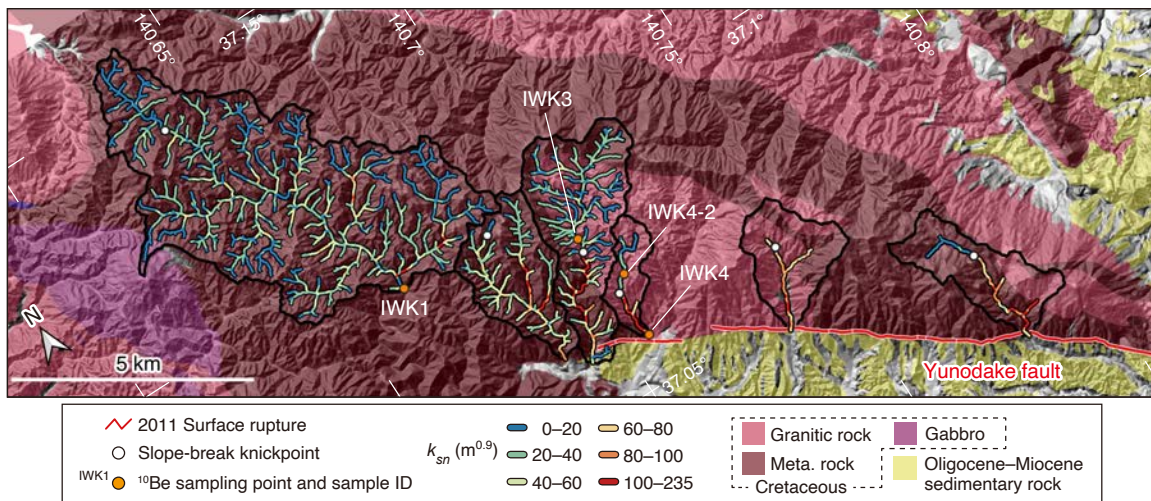 140.65°
37.15°
140.7°
140.75°
37.1°
140.8°
IWK3
IWK4-2
IWK4
IWK1
N
5 km
37.05°
Yunodake fault
2011 Surface rupture
Slope-break knickpoint
IWK1 ¹⁰Be sampling point and sample ID
kₛₙ (m⁰·⁹)
0–20
20–40
40–60
60–80
80–100
100–235
Granitic rock
Meta. rock
Cretaceous
Gabbro
Oligocene–Miocene
sedimentary rock